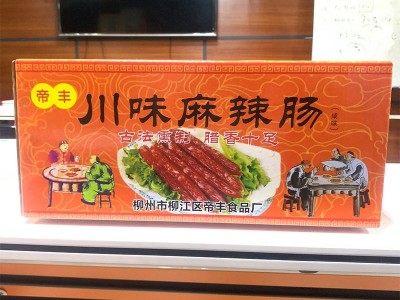 帝丰
川味麻辣肠
古法熏制 腊香十足
柳州市柳江区帝丰食品厂